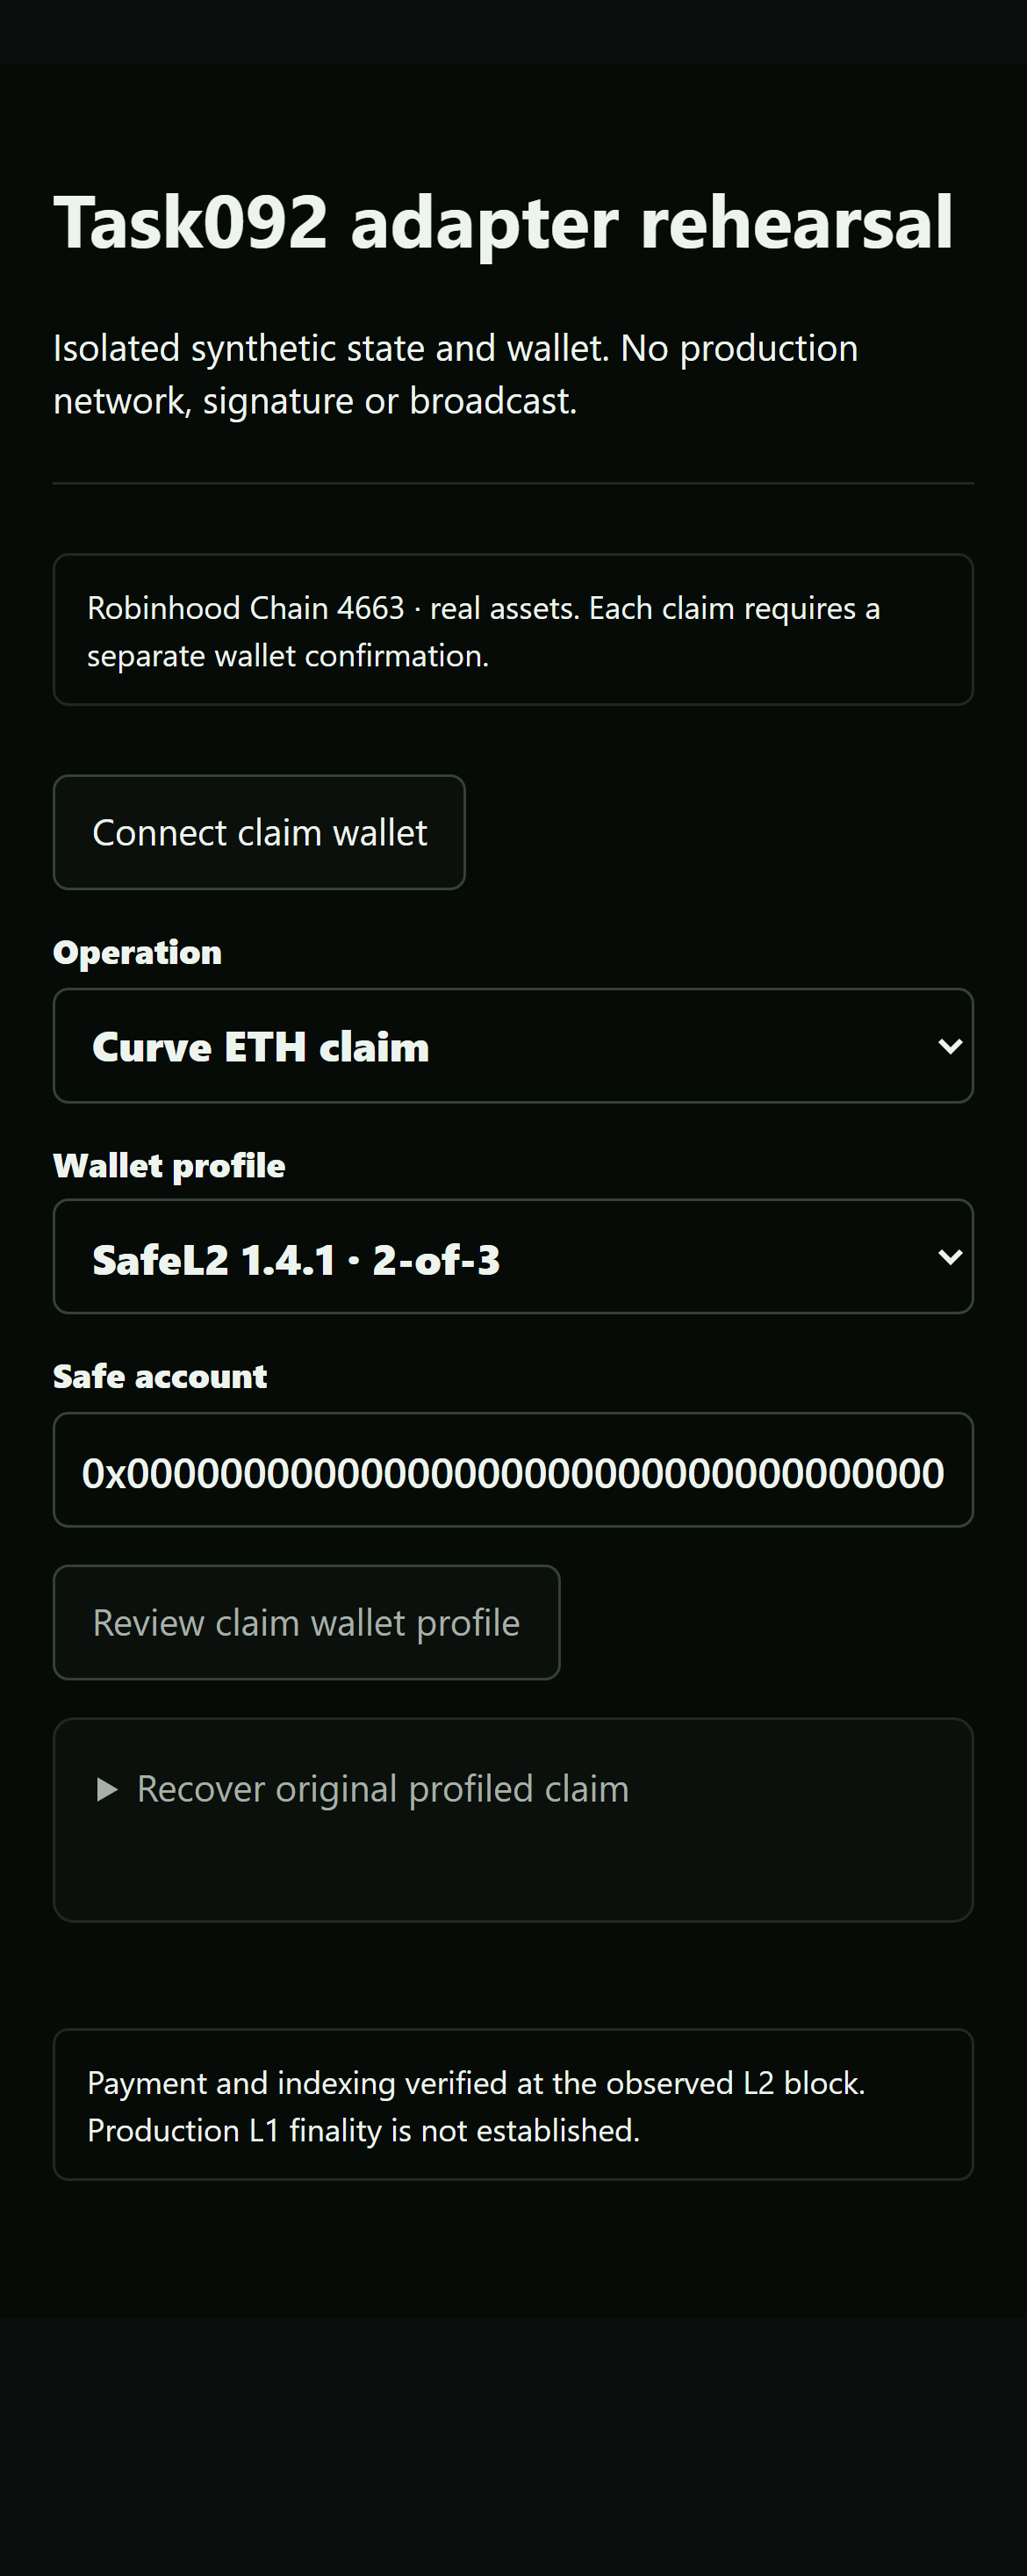 Task092 adapter rehearsal
Isolated synthetic state and wallet. No production
network, signature or broadcast.
Robinhood Chain 4663 · real assets. Each claim requires a
separate wallet confirmation.
Connect claim wallet
Operation
Curve ETH claim
Wallet profile
SafeL2 1.4.1 · 2-of-3
Safe account
0x00000000000000000000000000000000000
Review claim wallet profile
▶ Recover original profiled claim
Payment and indexing verified at the observed L2 block.
Production L1 finality is not established.